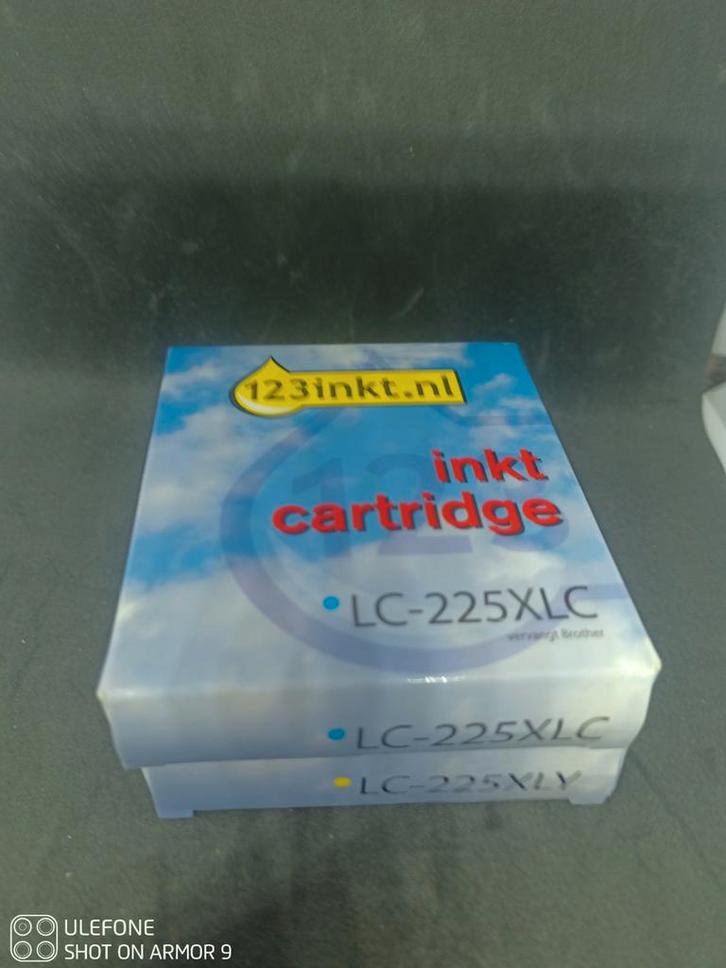 123inkt.nl
inkt
cartridge
LC-225XLC
vervangt Brother
LC-225XLC
LC-225XLY
ULEFONE
SHOT ON ARMOR 9